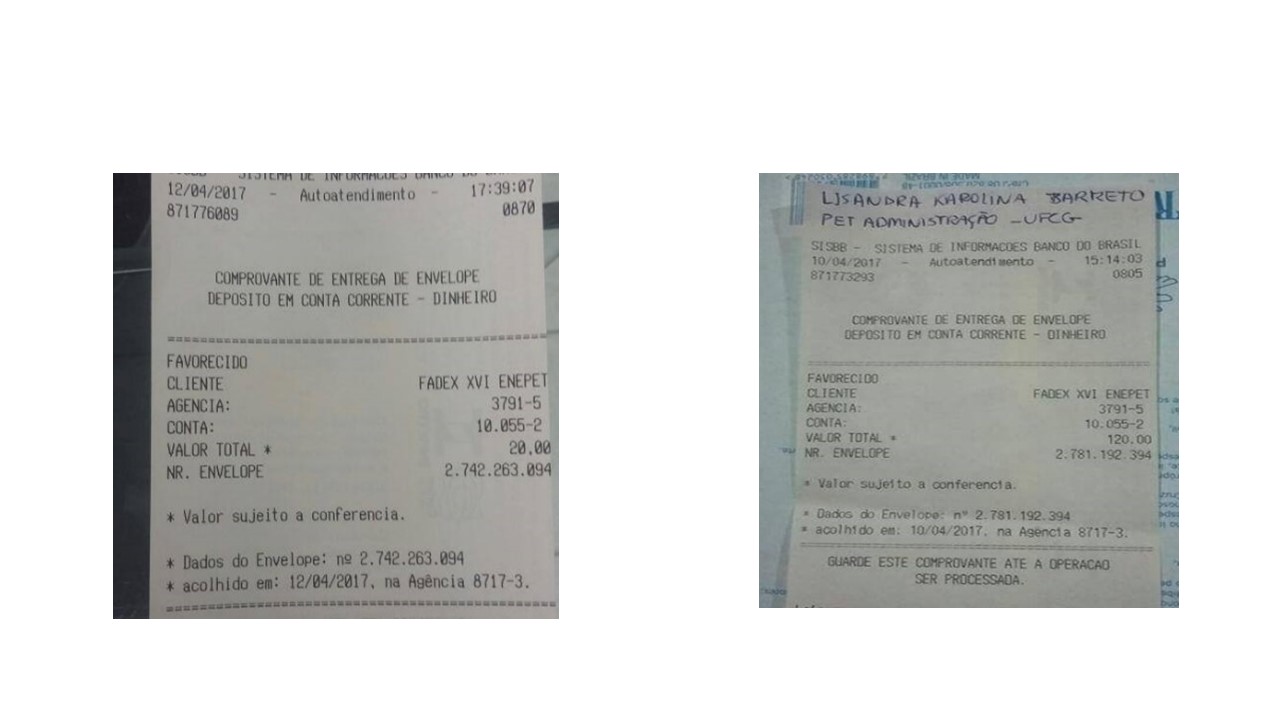 12/04/2017 - Autoatendimento - 17:39:07
871776089 0870
COMPROVANTE DE ENTREGA DE ENVELOPE
DEPOSITO EM CONTA CORRENTE - DINHEIRO
FAVORECIDO
CLIENTE FADEX XVI ENEPET
AGENCIA: 3791-5
CONTA: 10.055-2
VALOR TOTAL * 20,00
NR. ENVELOPE 2.742.263.094
* Valor sujeito a conferencia.
* Dados do Envelope: nº 2.742.263.094
* acolhido em: 12/04/2017, na Agência 8717-3.
LISANDRA KAROLINA BARRETO
PET ADMINISTRAÇÃO - UFCG
SISBB - SISTEMA DE INFORMACOES BANCO DO BRASIL
10/04/2017 - Autoatendimento - 15:14:03
871773293 0805
COMPROVANTE DE ENTREGA DE ENVELOPE
DEPOSITO EM CONTA CORRENTE - DINHEIRO
FAVORECIDO
CLIENTE FADEX XVI ENEPET
AGENCIA: 3791-5
CONTA: 10.055-2
VALOR TOTAL * 120,00
NR. ENVELOPE 2.781.192.394
* Valor sujeito a conferencia.
* Dados do Envelope: nº 2.781.192.394
* acolhido em: 10/04/2017, na Agência 8717-3.
GUARDE ESTE COMPROVANTE ATE A OPERACAO
SER PROCESSADA.